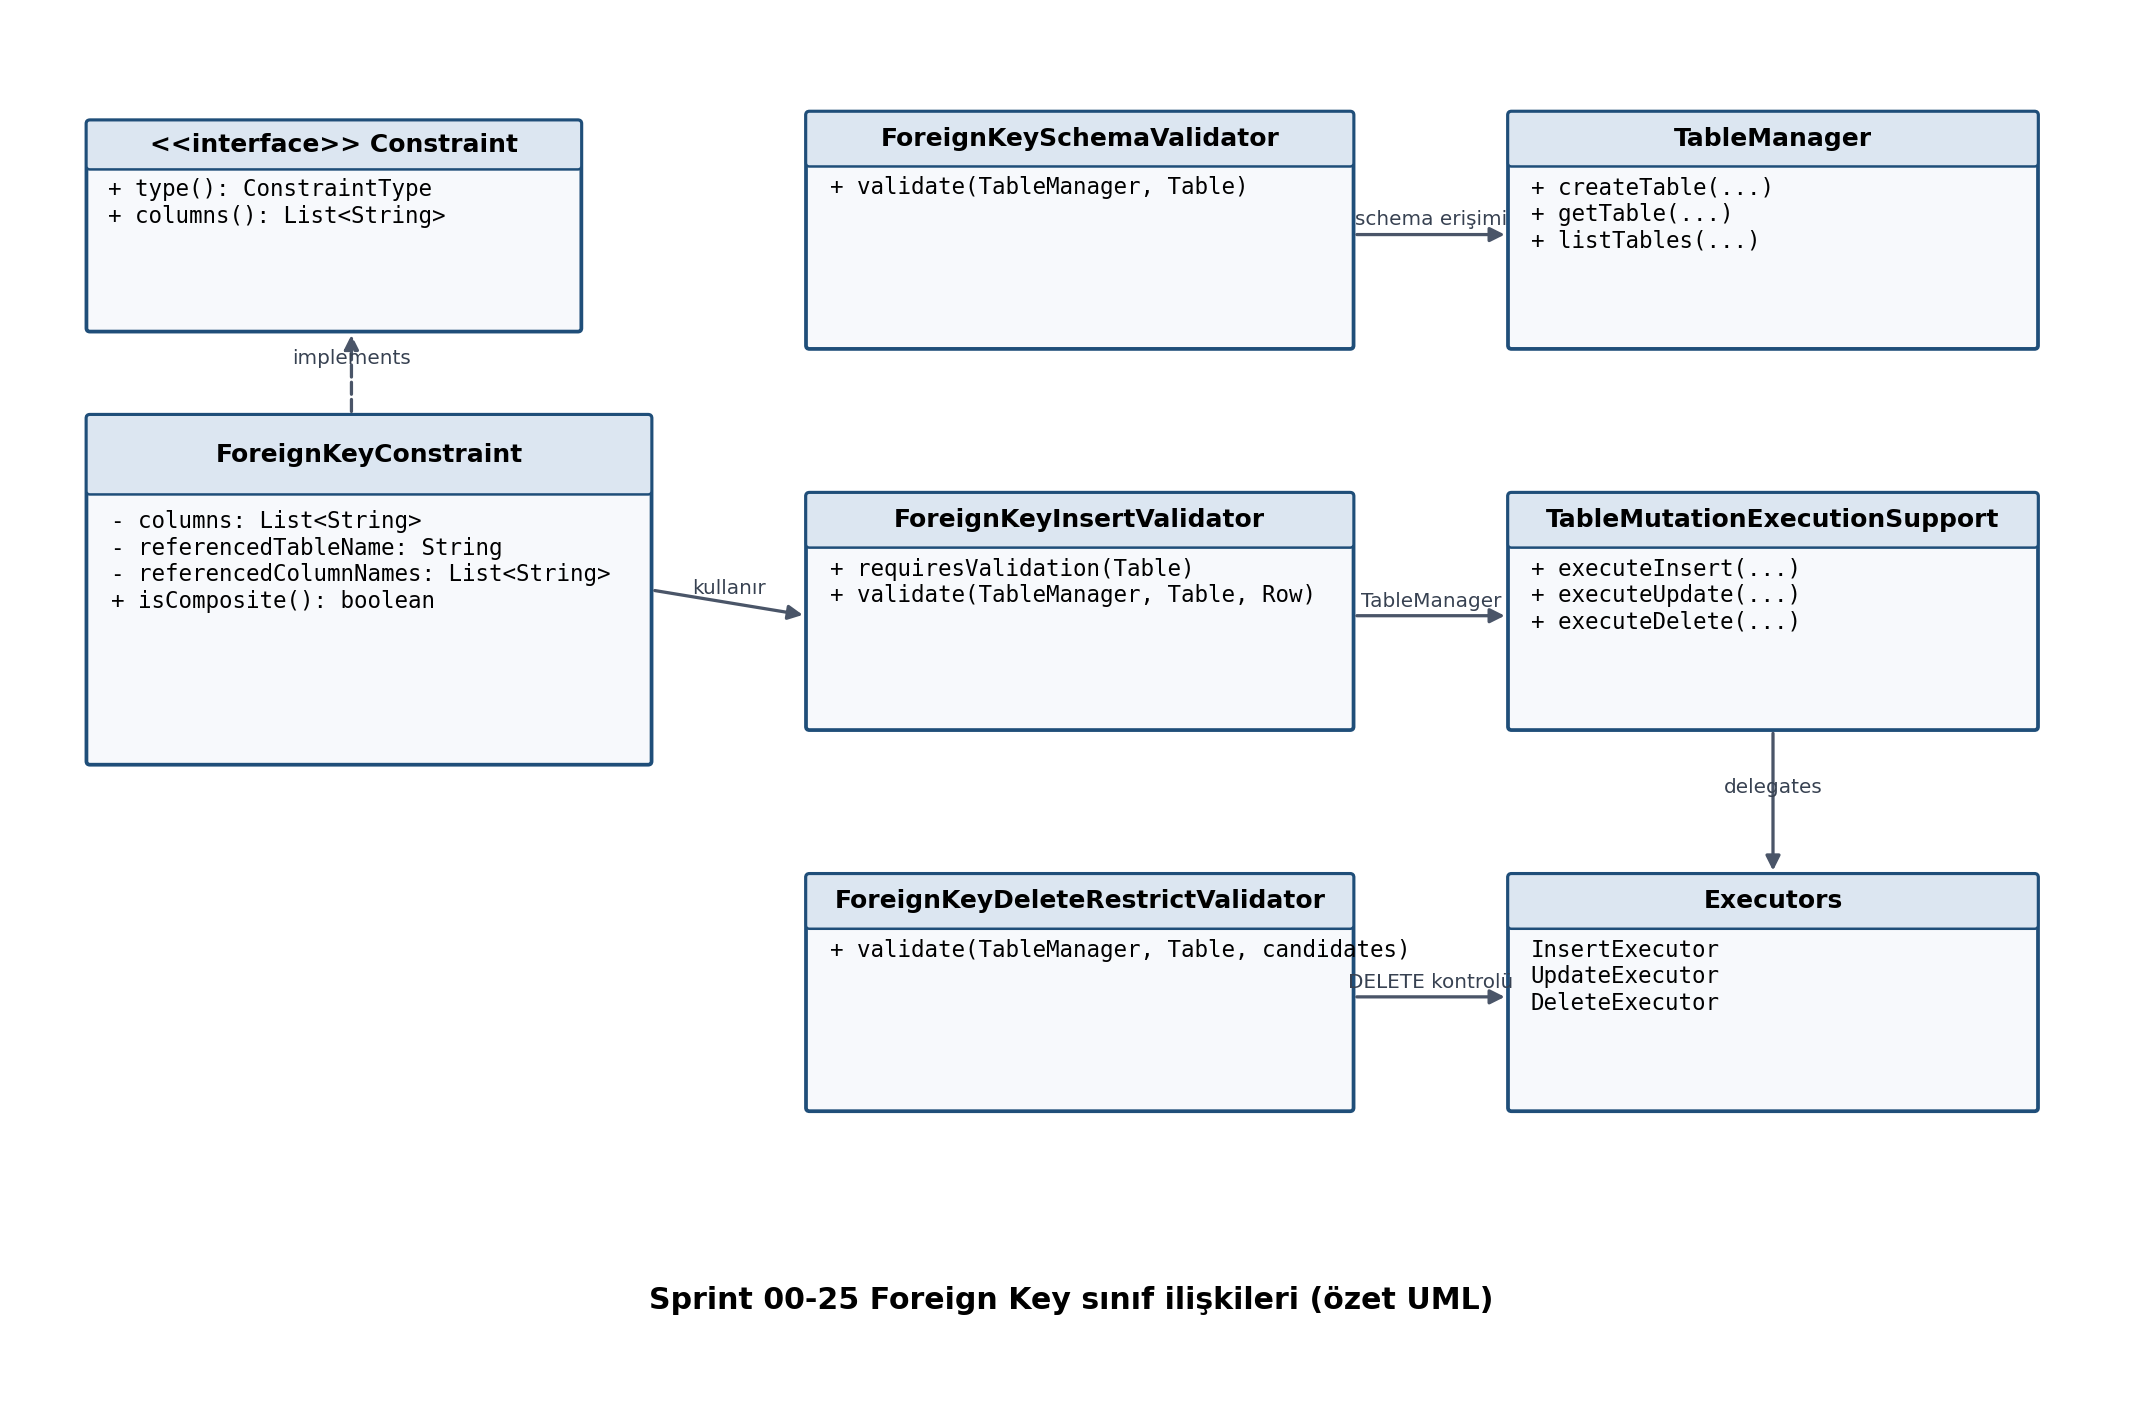 <<interface>> Constraint
+ type(): ConstraintType
+ columns(): List<String>
implements
ForeignKeyConstraint
- columns: List<String>
- referencedTableName: String
- referencedColumnNames: List<String>
+ isComposite(): boolean
kullanır
ForeignKeySchemaValidator
+ validate(TableManager, Table)
schema erişimi
TableManager
+ createTable(...)
+ getTable(...)
+ listTables(...)
ForeignKeyInsertValidator
+ requiresValidation(Table)
+ validate(TableManager, Table, Row)
TableManager
TableMutationExecutionSupport
+ executeInsert(...)
+ executeUpdate(...)
+ executeDelete(...)
delegates
ForeignKeyDeleteRestrictValidator
+ validate(TableManager, Table, candidates)
DELETE kontrolü
Executors
InsertExecutor
UpdateExecutor
DeleteExecutor
Sprint 00-25 Foreign Key sınıf ilişkileri (özet UML)